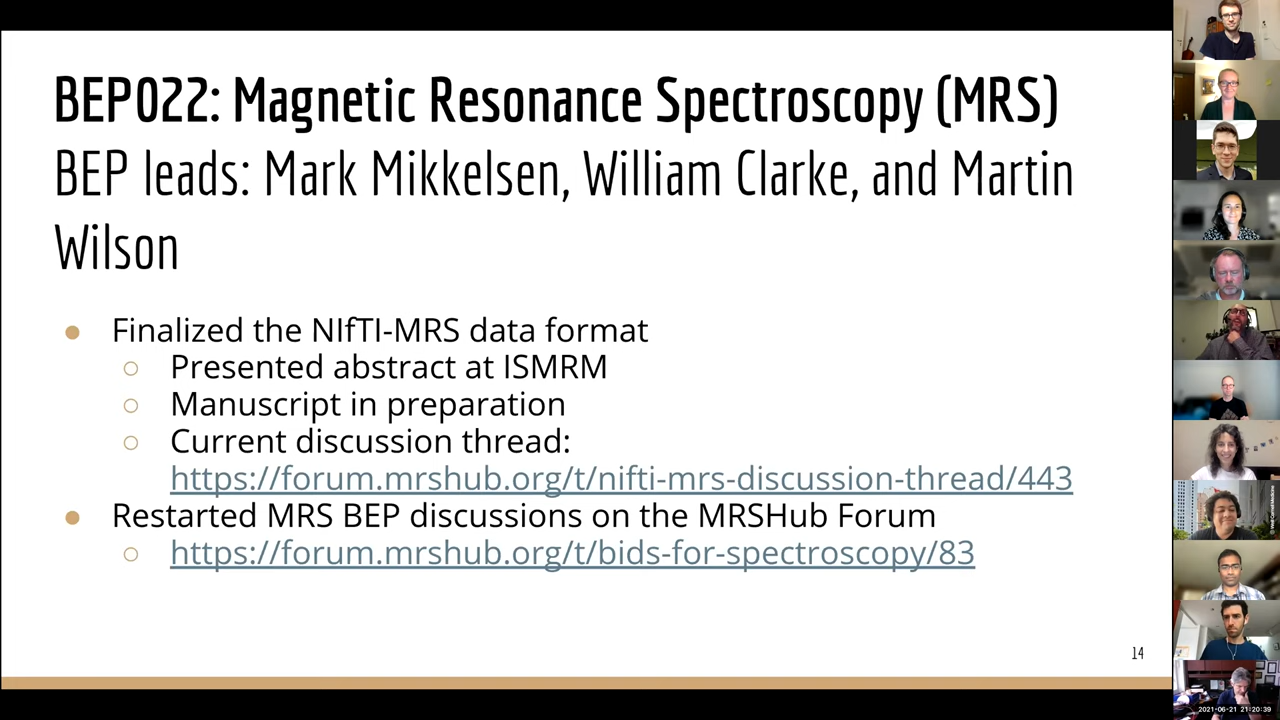 BEP022: Magnetic Resonance Spectroscopy (MRS)
BEP leads: Mark Mikkelsen, William Clarke, and Martin
Wilson
● Finalized the NIfTI-MRS data format
○ Presented abstract at ISMRM
○ Manuscript in preparation
○ Current discussion thread:
https://forum.mrshub.org/t/nifti-mrs-discussion-thread/443
● Restarted MRS BEP discussions on the MRSHub Forum
○ https://forum.mrshub.org/t/bids-for-spectroscopy/83
14
2021-06-21 21:20:39